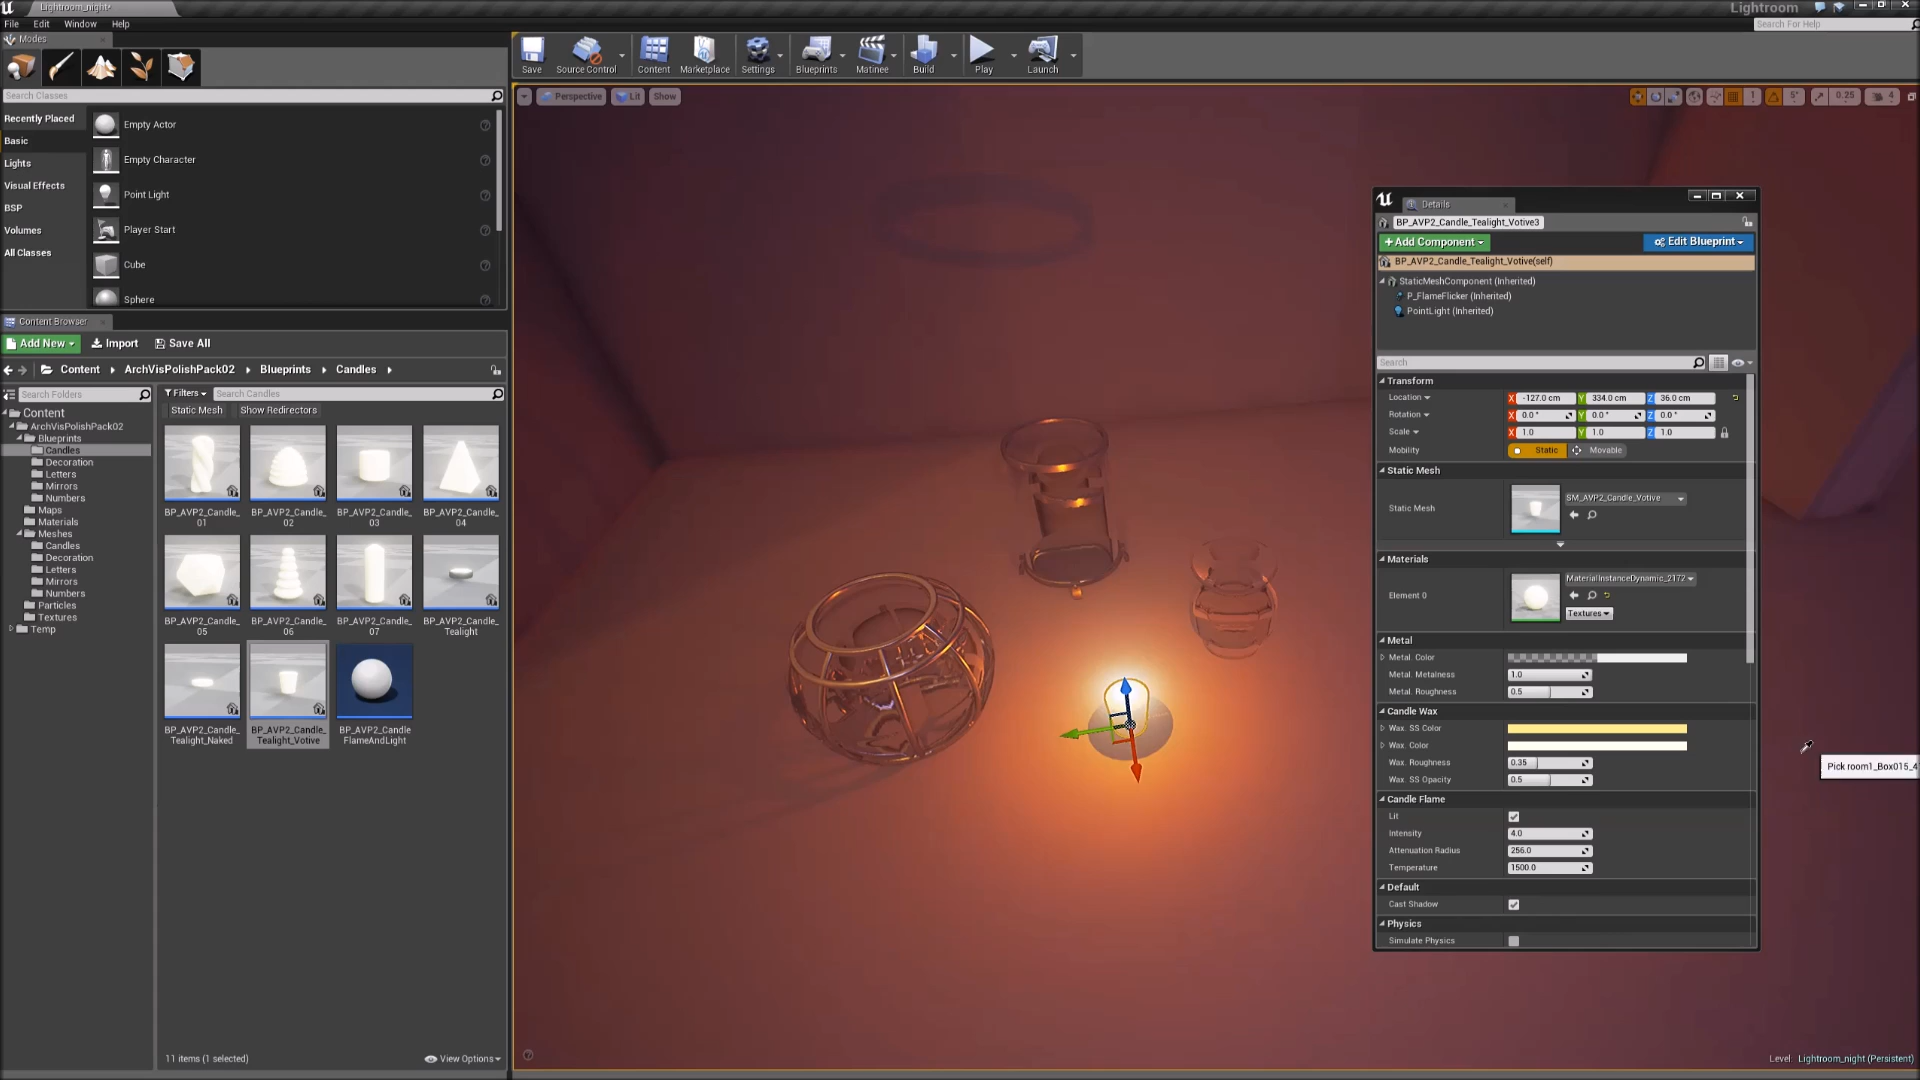 Lightroom_night*
Lightroom
File Edit Window Help
Search For Help
Modes
Save Source Control Content Marketplace Settings Blueprints Matinee Build Play Launch
Search Classes
Perspective Lit Show
1 5° 0.25 4
Recently Placed
Basic
Lights
Visual Effects
BSP
Volumes
All Classes
Empty Actor
Empty Character
Point Light
Player Start
Cube
Sphere
Content Browser
Add New Import Save All
Content ArchVisPolishPack02 Blueprints Candles
Search Folders
Filters Search Candles
Static Mesh Show Redirectors
Content
ArchVisPolishPack02
Blueprints
Candles
Decoration
Letters
Mirrors
Numbers
Maps
Materials
Meshes
Candles
Decoration
Letters
Mirrors
Numbers
Particles
Textures
Temp
BP_AVP2_Candle_01
BP_AVP2_Candle_02
BP_AVP2_Candle_03
BP_AVP2_Candle_04
BP_AVP2_Candle_05
BP_AVP2_Candle_06
BP_AVP2_Candle_07
BP_AVP2_Candle_Tealight
BP_AVP2_Candle_Tealight_Naked
BP_AVP2_Candle_Tealight_Votive
BP_AVP2_Candle FlameAndLight
11 items (1 selected) View Options
Details
BP_AVP2_Candle_Tealight_Votive3
+Add Component Edit Blueprint
BP_AVP2_Candle_Tealight_Votive(self)
StaticMeshComponent (Inherited)
P_FlameFlicker (Inherited)
PointLight (Inherited)
Search
Transform
Location X -127.0 cm Y 334.0 cm Z 36.0 cm
Rotation X 0.0 ° Y 0.0 ° Z 0.0 °
Scale X 1.0 Y 1.0 Z 1.0
Mobility Static Movable
Static Mesh
Static Mesh SM_AVP2_Candle_Votive
Materials
Element 0 MaterialInstanceDynamic_2172
Textures
Metal
Metal. Color
Metal. Metalness 1.0
Metal. Roughness 0.5
Candle Wax
Wax. SS Color
Wax. Color
Wax. Roughness 0.35
Wax. SS Opacity 0.5
Candle Flame
Lit
Intensity 4.0
Attenuation Radius 256.0
Temperature 1500.0
Default
Cast Shadow
Physics
Simulate Physics
Pick room1_Box015_4
Level: Lightroom_night (Persistent)